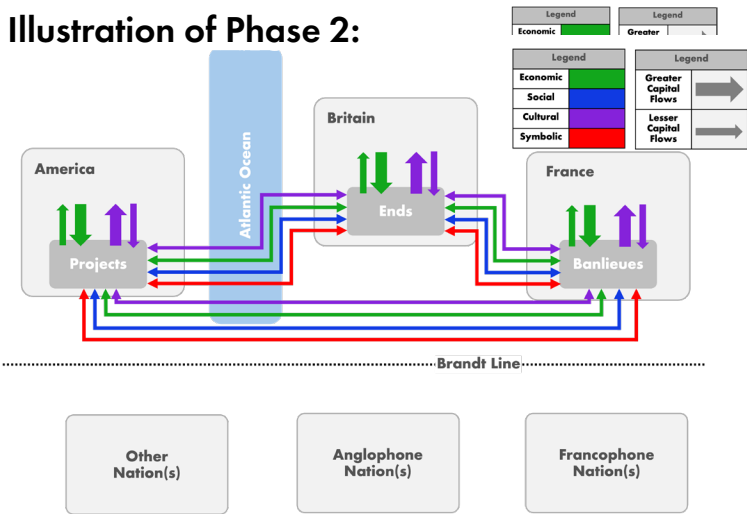 Illustration of Phase 2:
Legend
Legend
Economic
Greater
Legend
Legend
Economic
Social
Cultural
Symbolic
Greater
Capital
Flows
Lesser
Capital
Flows
America
Atlantic Ocean
Britain
France
Projects
Ends
Banlieues
Brandt Line
Other
Nation(s)
Anglophone
Nation(s)
Francophone
Nation(s)